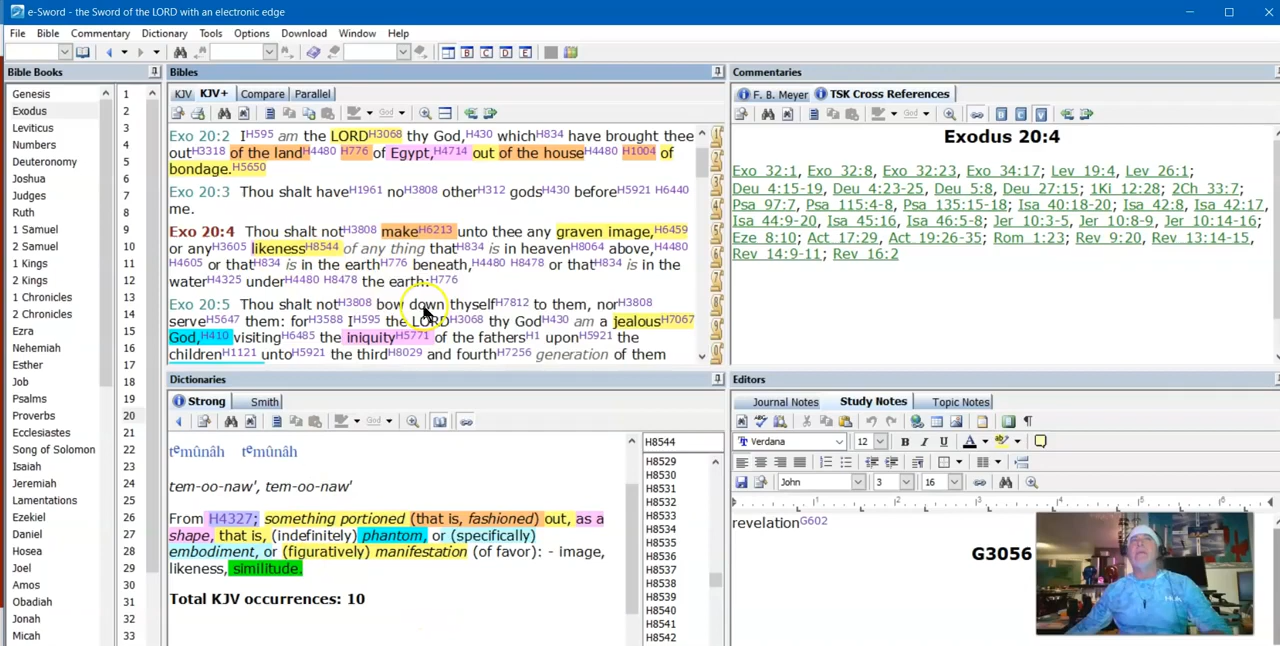 e-Sword - the Sword of the LORD with an electronic edge
File Bible Commentary Dictionary Tools Options Download Window Help
B C D E
Bible Books
Genesis
Exodus
Leviticus
Numbers
Deuteronomy
Joshua
Judges
Ruth
1 Samuel
2 Samuel
1 Kings
2 Kings
1 Chronicles
2 Chronicles
Ezra
Nehemiah
Esther
Job
Psalms
Proverbs
Ecclesiastes
Song of Solomon
Isaiah
Jeremiah
Lamentations
Ezekiel
Daniel
Hosea
Joel
Amos
Obadiah
Jonah
Micah
1
2
3
4
5
6
7
8
9
10
11
12
13
14
15
16
17
18
19
20
21
22
23
24
25
26
27
28
29
30
31
32
33
Bibles
KJV KJV+ Compare Parallel
God
Exo 20:2 IH595 am the LORDH3068 thy God,H430 whichH834 have brought thee
outH3318 of the landH4480 H776 of Egypt,H4714 out of the houseH4480 H1004 of
bondage.H5650
Exo 20:3 Thou shalt haveH1961 noH3808 otherH312 godsH430 beforeH5921 H6440
me.
Exo 20:4 Thou shalt notH3808 makeH6213 unto thee any graven image,H6459
or anyH3605 likenessH8544 of any thing thatH834 is in heavenH8064 above,H4480
H4605 or thatH834 is in the earthH776 beneath,H4480 H8478 or thatH834 is in the
waterH4325 underH4480 H8478 the earth:H776
Exo 20:5 Thou shalt notH3808 bow down thyselfH7812 to them, norH3808
serveH5647 them: forH3588 IH595 the LORDH3068 thy GodH430 am a jealousH7067
God,H410 visitingH6485 the iniquityH5771 of the fathersH1 uponH5921 the
childrenH1121 untoH5921 the thirdH8029 and fourthH7256 generation of them
Commentaries
F. B. Meyer TSK Cross References
God
Exodus 20:4
Exo 32:1, Exo 32:8, Exo 32:23, Exo 34:17; Lev 19:4, Lev 26:1;
Deu 4:15-19, Deu 4:23-25, Deu 5:8, Deu 27:15; 1Ki 12:28; 2Ch 33:7;
Psa 97:7, Psa 115:4-8, Psa 135:15-18; Isa 40:18-20, Isa 42:8, Isa 42:17,
Isa 44:9-20, Isa 45:16, Isa 46:5-8; Jer 10:3-5, Jer 10:8-9, Jer 10:14-16;
Eze 8:10; Act 17:29, Act 19:26-35; Rom 1:23; Rev 9:20, Rev 13:14-15,
Rev 14:9-11; Rev 16:2
Dictionaries
Strong Smith
God
temûnâh temûnâh
tem-oo-naw', tem-oo-naw'
From H4327; something portioned (that is, fashioned) out, as a
shape, that is, (indefinitely) phantom, or (specifically)
embodiment, or (figuratively) manifestation (of favor): - image,
likeness, similitude.
Total KJV occurrences: 10
H8544
H8529
H8530
H8531
H8532
H8533
H8534
H8535
H8536
H8537
H8538
H8539
H8540
H8541
H8542
Editors
Journal Notes Study Notes Topic Notes
Verdana 12 B I U A
John 3 16
1 2 3 4 5 6
revelationG602
G3056